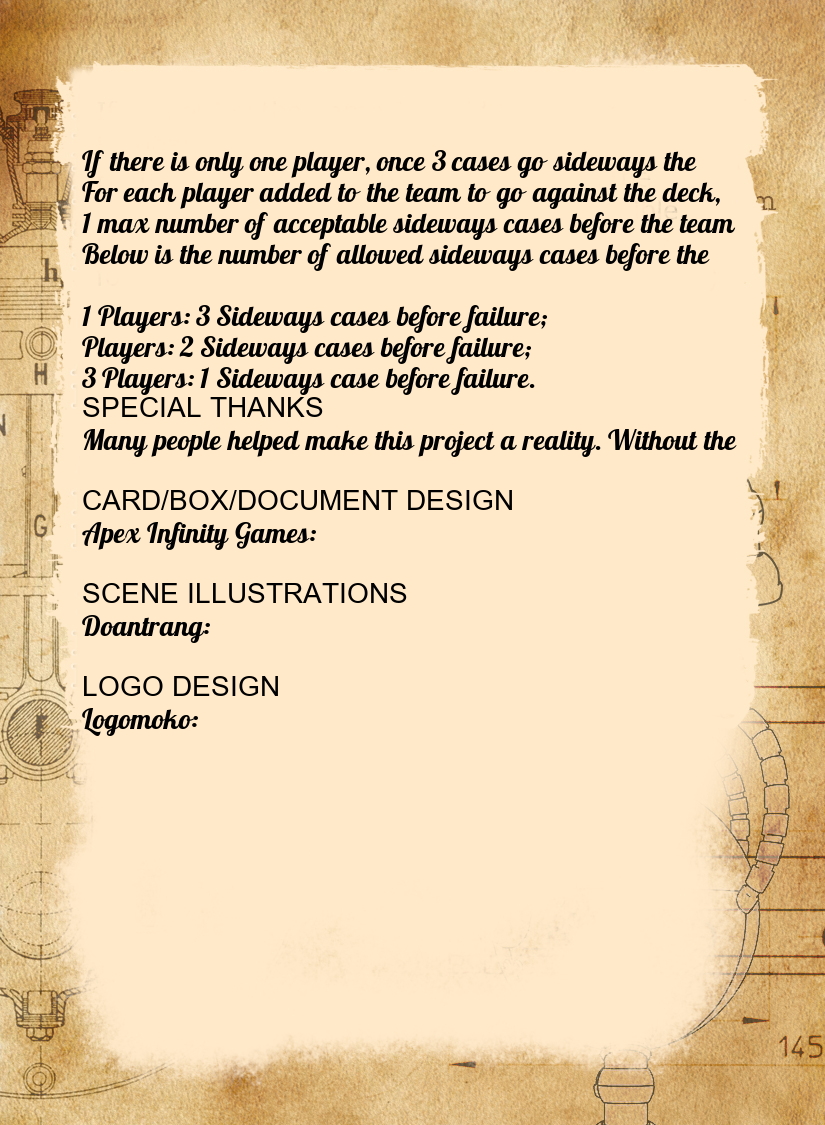 If there is only one player, once 3 cases go sideways the
For each player added to the team to go against the deck,
1 max number of acceptable sideways cases before the team
Below is the number of allowed sideways cases before the
1 Players: 3 Sideways cases before failure;
Players: 2 Sideways cases before failure;
3 Players: 1 Sideways case before failure.
SPECIAL THANKS
Many people helped make this project a reality. Without the
CARD/BOX/DOCUMENT DESIGN
Apex Infinity Games:
SCENE ILLUSTRATIONS
Doantrang:
LOGO DESIGN
Logomoko:
h
H
G
F
m
145